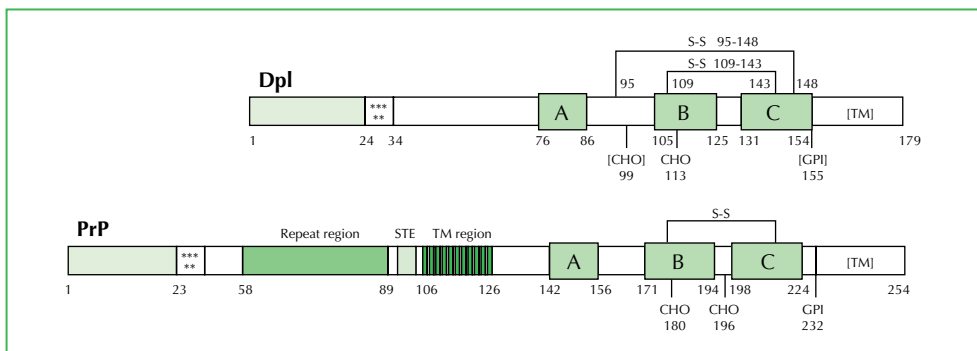 S-S 95-148
S-S 109-143
Dpl
95 109 143 148
*** A B C [TM]
**
1 24 34 76 86 105 125 131 154 179
[CHO] CHO [GPI]
99 113 155
S-S
PrP
Repeat region STE TM region
*** A B C [TM]
**
1 23 58 89 106 126 142 156 171 194 198 224 254
CHO CHO GPI
180 196 232